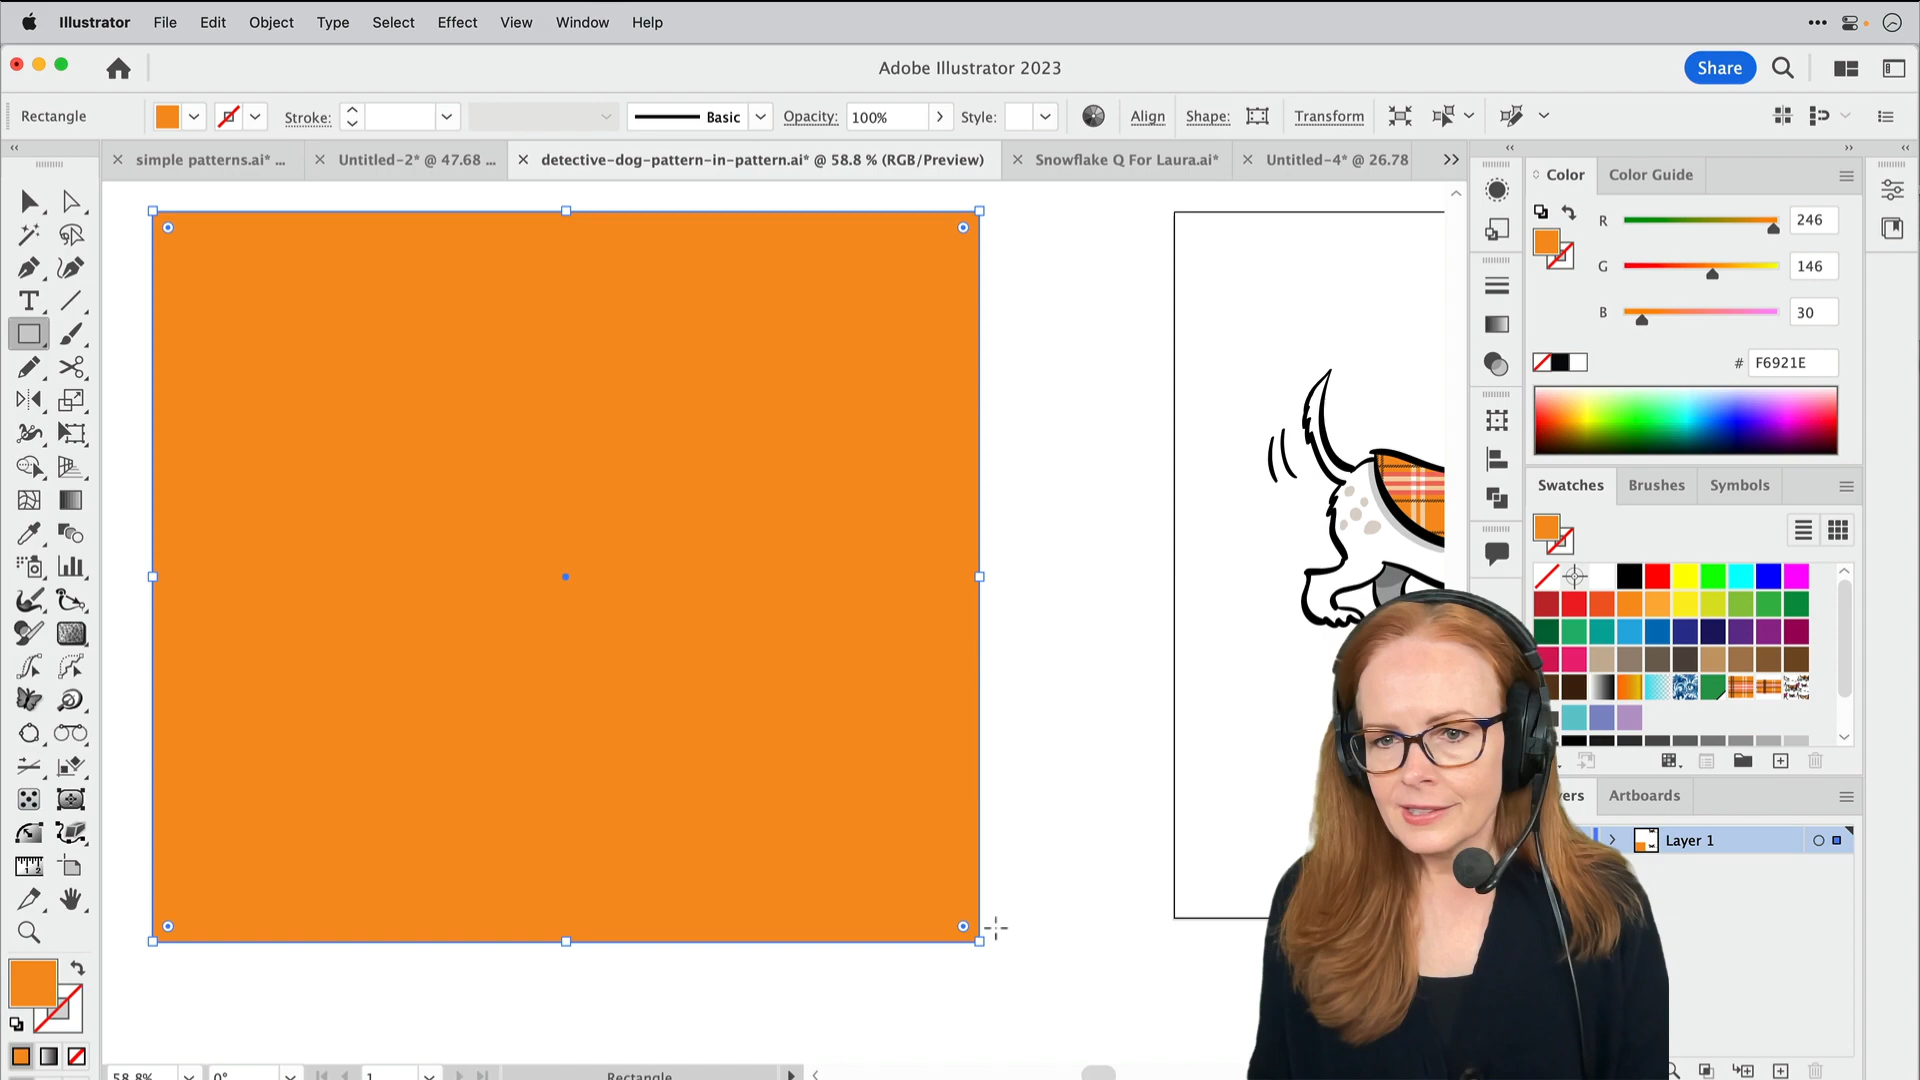 Illustrator File Edit Object Type Select Effect View Window Help
Adobe Illustrator 2023
Share
Rectangle
Stroke:
Basic
Opacity: 100%
Style:
Align
Shape:
Transform
simple patterns.ai* ...
Untitled-2* @ 47.68 ...
detective-dog-pattern-in-pattern.ai* @ 58.8 % (RGB/Preview)
Snowflake Q For Laura.ai*
Untitled-4* @ 26.78
Color Color Guide
R 246
G 146
B 30
# F6921E
Swatches Brushes Symbols
yers Artboards
Layer 1
58.8% 0° 1 Rectangle